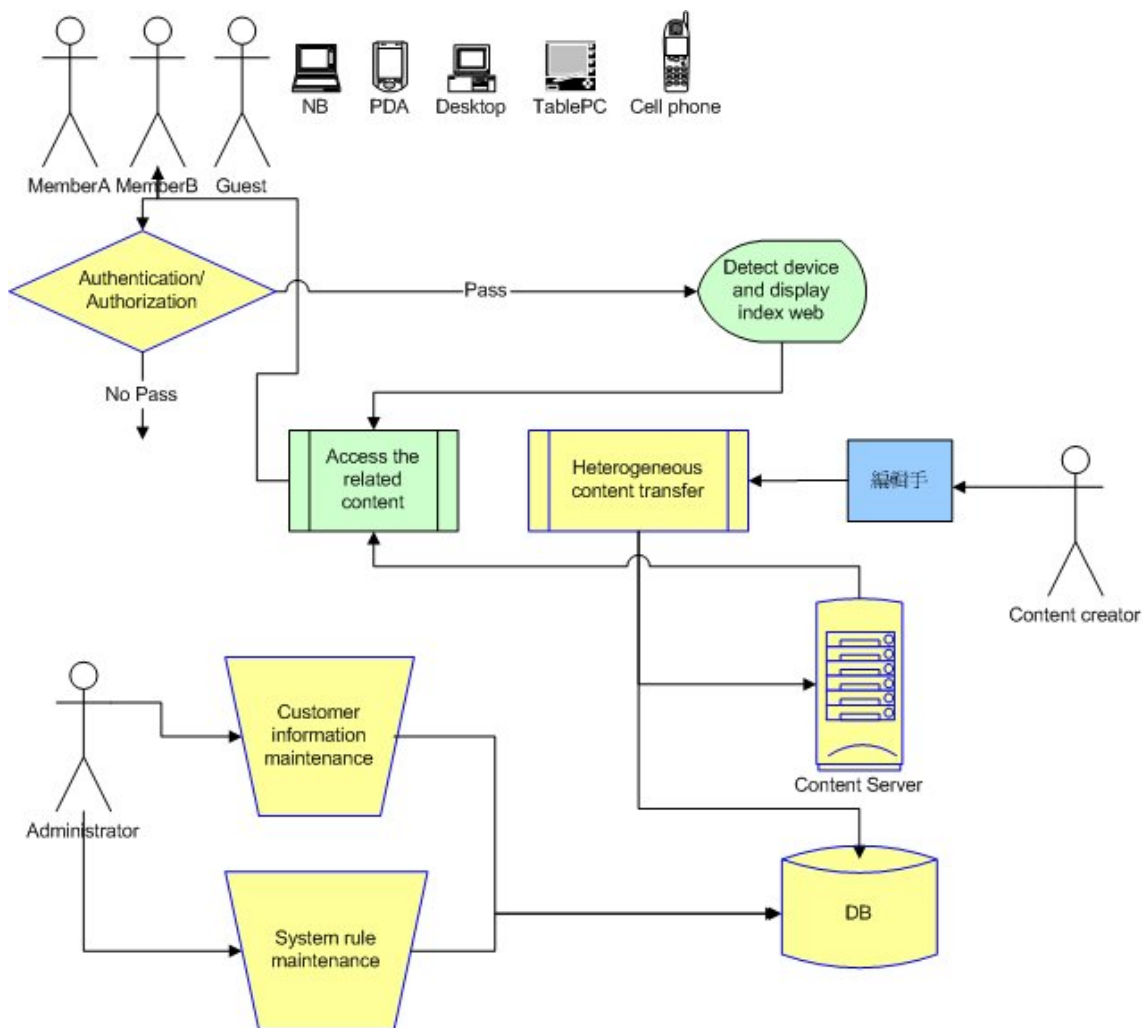 NB
PDA
Desktop
TablePC
Cell phone
MemberA
MemberB
Guest
Authentication/
Authorization
Pass
Detect device
and display
index web
No Pass
Access the
related
content
Heterogeneous
content transfer
編輯手
Content creator
Customer
information
maintenance
Content Server
Administrator
System rule
maintenance
DB